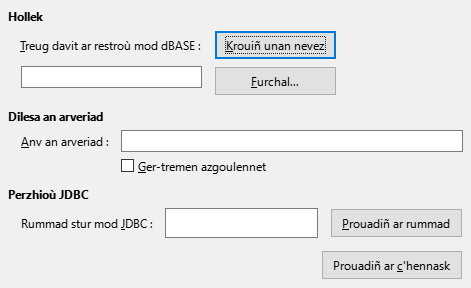 Hollek
Treug davit ar restroù mod dBASE : Krouiñ unan nevez
Furchal...
Dilesa an arveriad
Anv an arveriad :
Ger-tremen azgoulennet
Perzhioù JDBC
Rummad stur mod JDBC : Prouadiñ ar rummad
Prouadiñ ar c'hennask